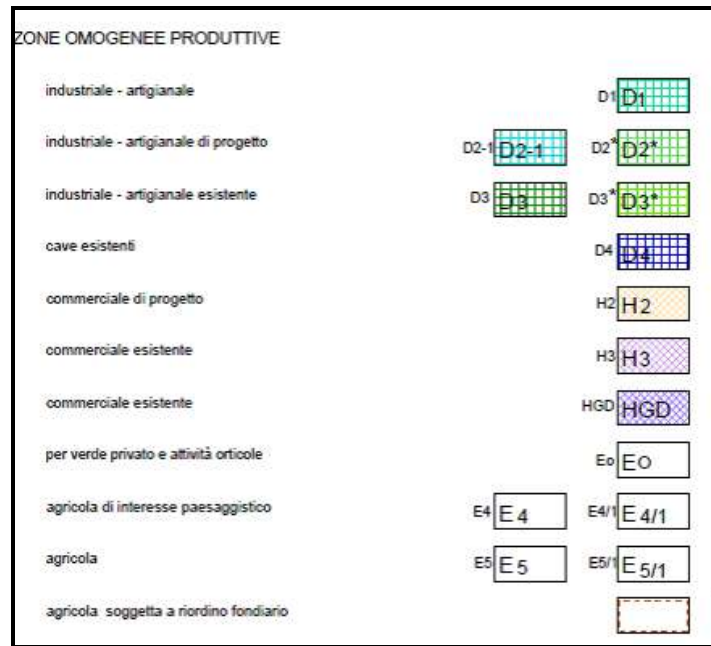 ZONE OMOGENEE PRODUTTIVE
industriale - artigianale D1 D1
industriale - artigianale di progetto D2-1 D2-1 D2* D2*
industriale - artigianale esistente D3 D3 D3* D3*
cave esistenti D4 D4
commerciale di progetto H2 H2
commerciale esistente H3 H3
commerciale esistente HGD HGD
per verde privato e attività orticole Eo EO
agricola di interesse paesaggistico E4 E 4 E4/1 E 4/1
agricola E5 E 5 E5/1 E 5/1
agricola soggetta a riordino fondiario